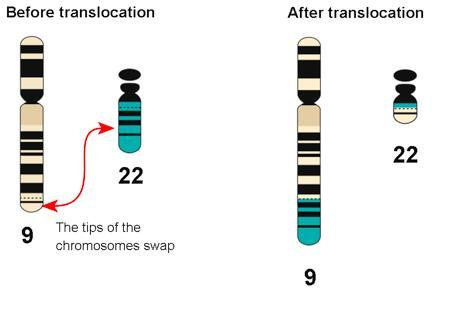 Before translocation
After translocation
22
22
9
The tips of the
chromosomes swap
9